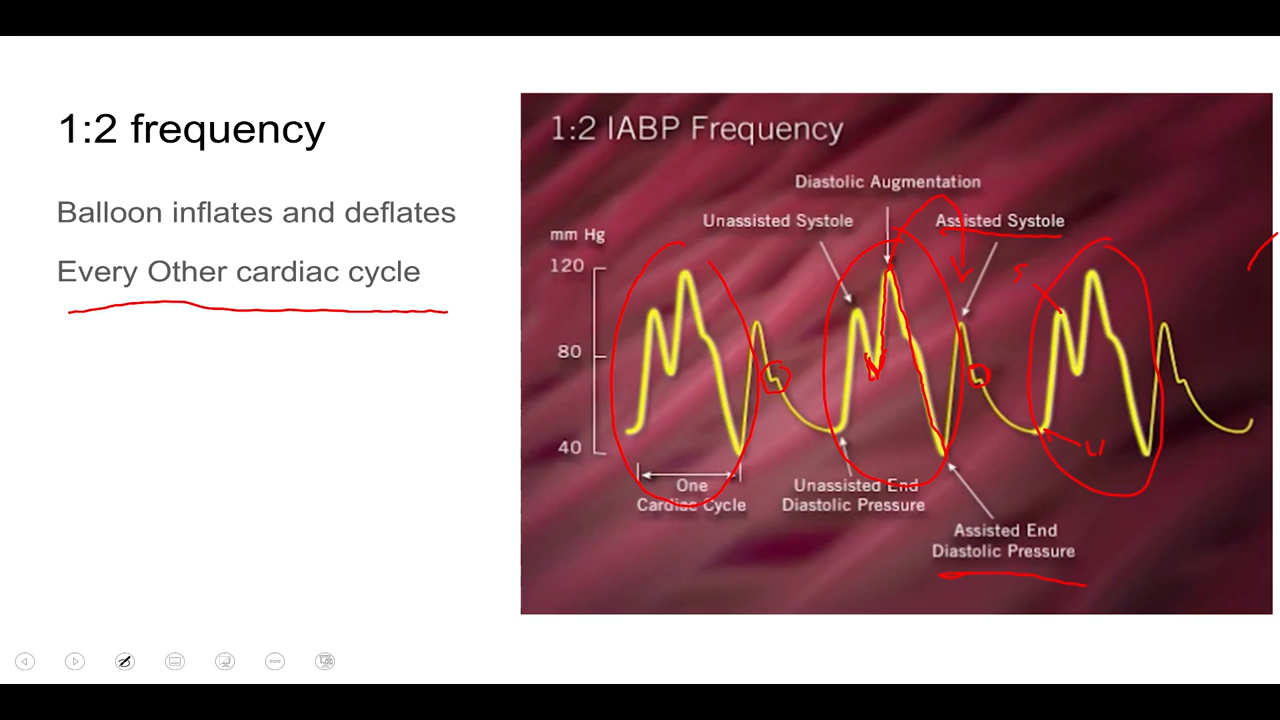 1:2 frequency
Balloon inflates and deflates
Every Other cardiac cycle
1:2 IABP Frequency
Diastolic Augmentation
Unassisted Systole
Assisted Systole
mm Hg
120
80
40
One
Cardiac Cycle
Unassisted End
Diastolic Pressure
Assisted End
Diastolic Pressure